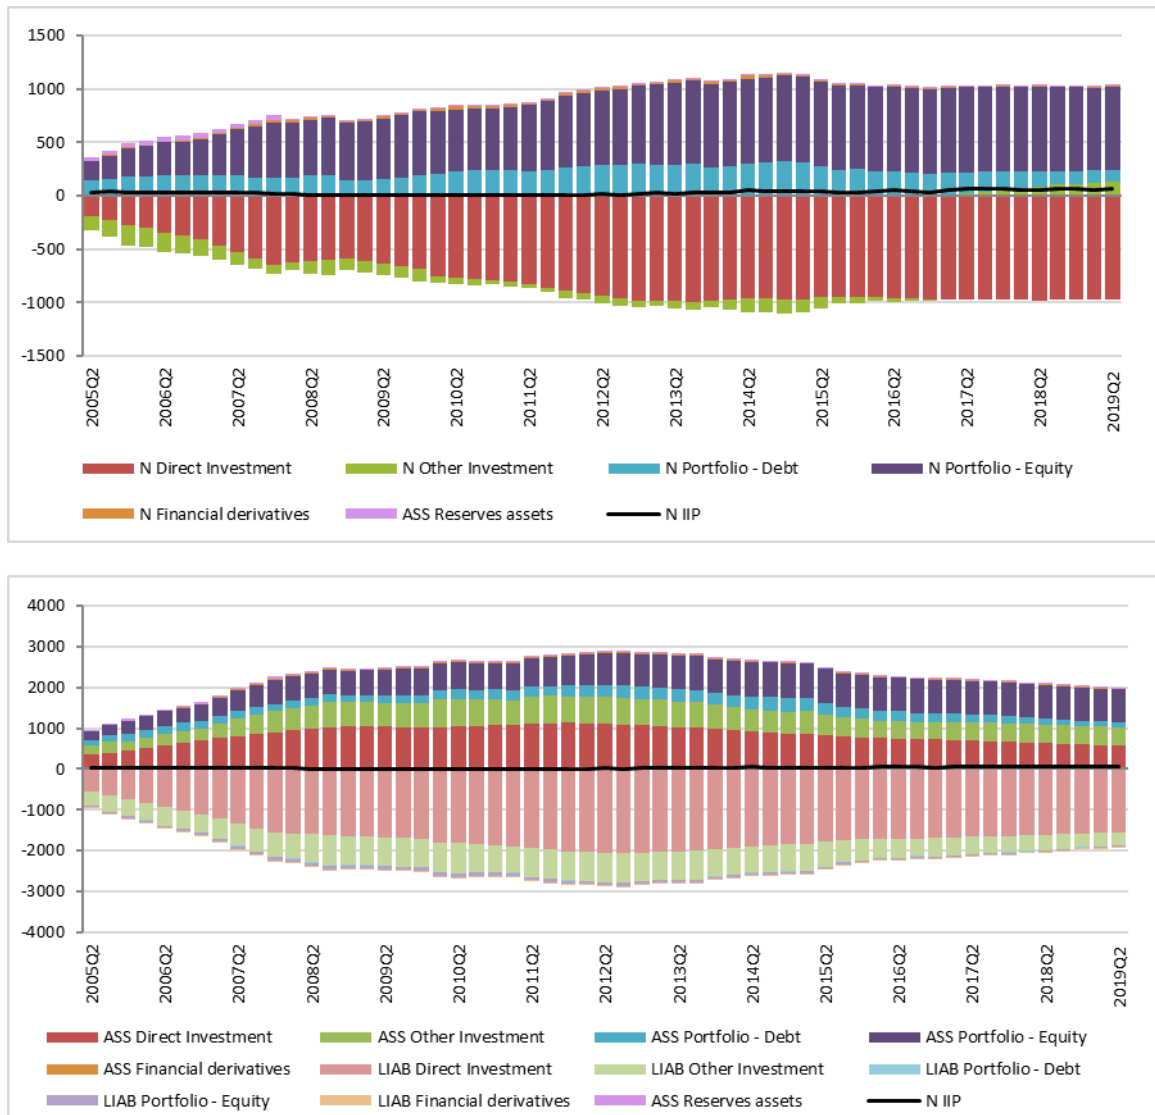 1500
1000
500
0
-500
-1000
-1500
2005Q2 2006Q2 2007Q2 2008Q2 2009Q2 2010Q2 2011Q2 2012Q2 2013Q2 2014Q2 2015Q2 2016Q2 2017Q2 2018Q2 2019Q2
N Direct Investment N Other Investment N Portfolio - Debt N Portfolio - Equity
N Financial derivatives ASS Reserves assets N IIP
4000
3000
2000
1000
0
-1000
-2000
-3000
-4000
2005Q2 2006Q2 2007Q2 2008Q2 2009Q2 2010Q2 2011Q2 2012Q2 2013Q2 2014Q2 2015Q2 2016Q2 2017Q2 2018Q2 2019Q2
ASS Direct Investment ASS Other Investment ASS Portfolio - Debt ASS Portfolio - Equity
ASS Financial derivatives LIAB Direct Investment LIAB Other Investment LIAB Portfolio - Debt
LIAB Portfolio - Equity LIAB Financial derivatives ASS Reserves assets N IIP